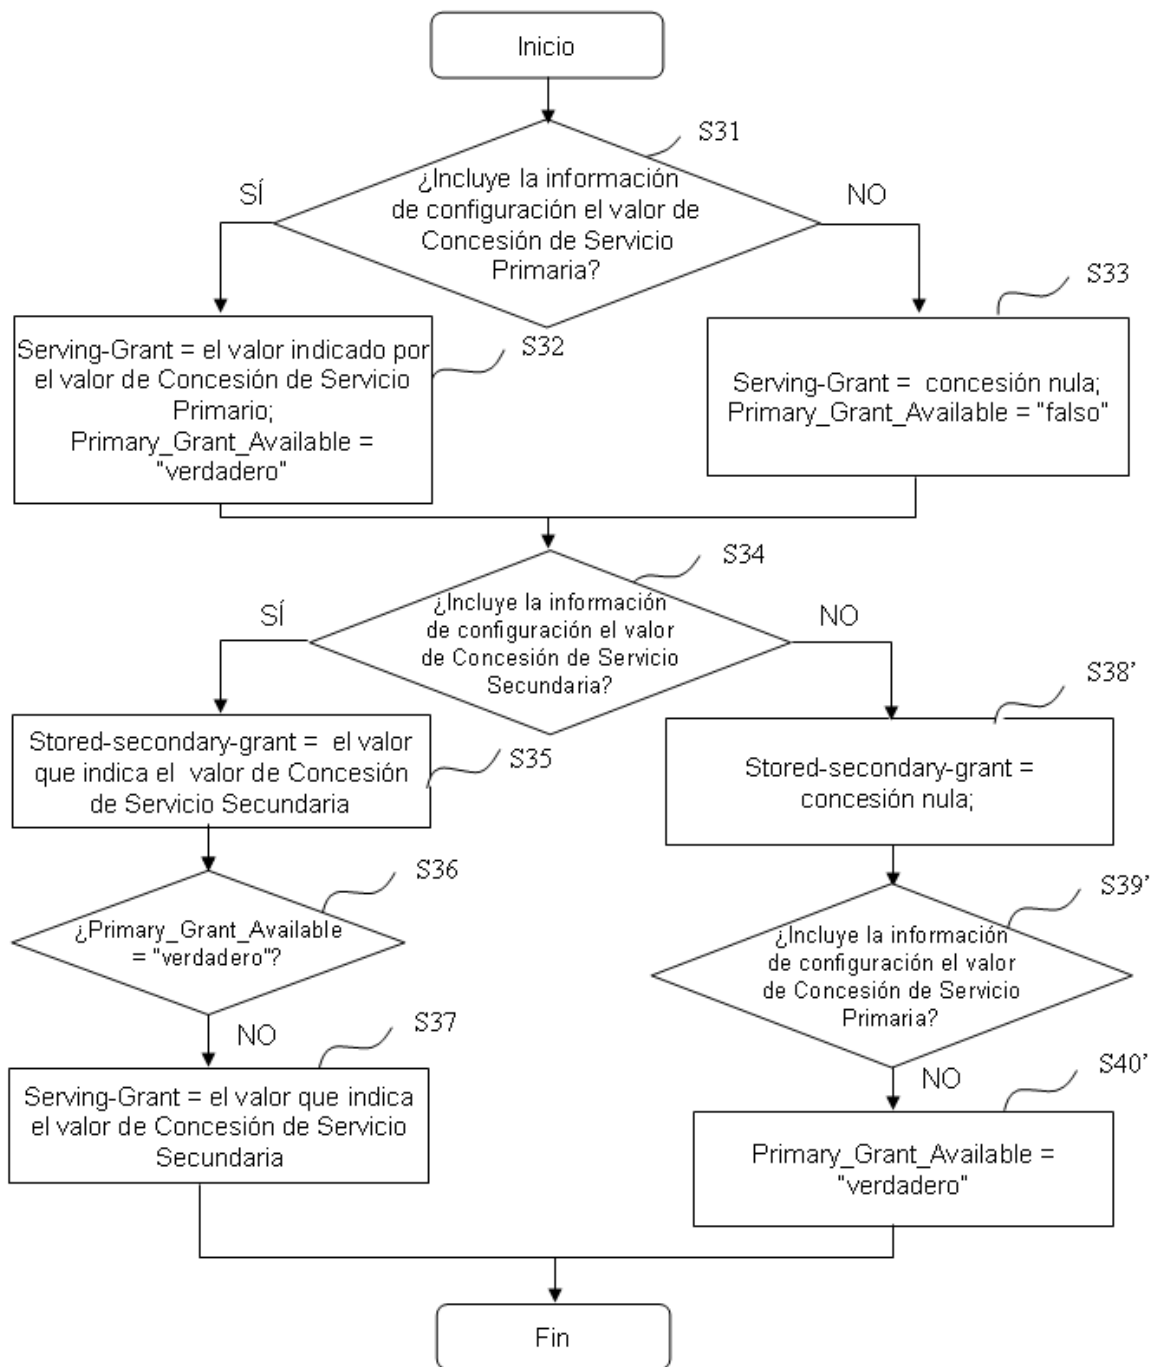 Inicio
S31
¿Incluye la información
de configuración el valor de
Concesión de Servicio
Primaria?
SÍ
NO
S33
Serving-Grant = el valor indicado por
el valor de Concesión de Servicio
Primario;
Primary_Grant_Available =
"verdadero"
S32
Serving-Grant = concesión nula;
Primary_Grant_Available = "falso"
S34
¿Incluye la información
de configuración el valor
de Concesión de Servicio
Secundaria?
SÍ
NO
S38’
Stored-secondary-grant = el valor
que indica el valor de Concesión
de Servicio Secundaria
S35
Stored-secondary-grant =
concesión nula;
S36
¿Primary_Grant_Available
= "verdadero"?
S39’
¿Incluye la información
de configuración el valor
de Concesión de Servicio
Primaria?
NO
S37
Serving-Grant = el valor que indica
el valor de Concesión de Servicio
Secundaria
NO
S40’
Primary_Grant_Available =
"verdadero"
Fin